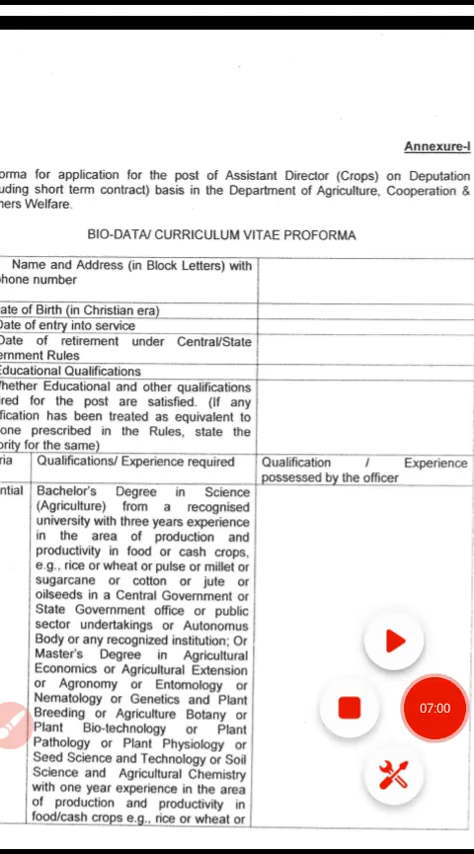 Annexure-I
orma for application for the post of Assistant Director (Crops) on Deputation
uding short term contract) basis in the Department of Agriculture, Cooperation &
ners Welfare.
BIO-DATA/ CURRICULUM VITAE PROFORMA
Name and Address (in Block Letters) with
phone number
ate of Birth (in Christian era)
Date of entry into service
Date of retirement under Central/State
ernment Rules
Educational Qualifications
Whether Educational and other qualifications
ired for the post are satisfied. (If any
fication has been treated as equivalent to
one prescribed in the Rules, state the
ority for the same)
ria Qualifications/ Experience required Qualification / Experience
possessed by the officer
ntial Bachelor's Degree in Science
(Agriculture) from a recognised
university with three years experience
in the area of production and
productivity in food or cash crops,
e.g., rice or wheat or pulse or millet or
sugarcane or cotton or jute or
oilseeds in a Central Government or
State Government office or public
sector undertakings or Autonomus
Body or any recognized institution; Or
Master's Degree in Agricultural
Economics or Agricultural Extension
or Agronomy or Entomology or
Nematology or Genetics and Plant
Breeding or Agriculture Botany or
Plant Bio-technology or Plant
Pathology or Plant Physiology or
Seed Science and Technology or Soil
Science and Agricultural Chemistry
with one year experience in the area
of production and productivity in
food/cash crops e.g., rice or wheat or
07:00